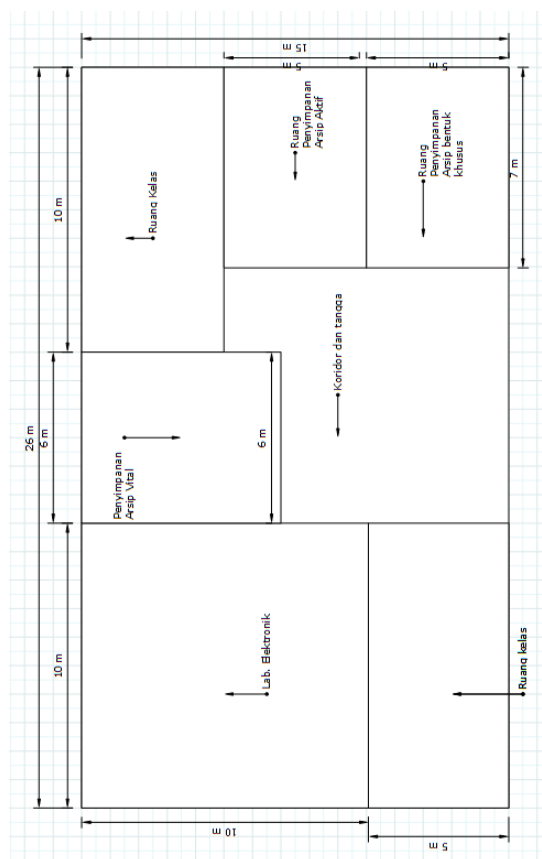 15 m
5 m
5 m
Ruang
Penyimpanan
Arsip Aktif
Ruang
Penyimpanan
Arsip bentuk
khusus
7 m
Ruang Kelas
10 m
Koridor dan tangga
26 m
6 m
6 m
Penyimpanan
Arsip Vital
10 m
Lab. Elektronik
Ruang kelas
10 m
5 m